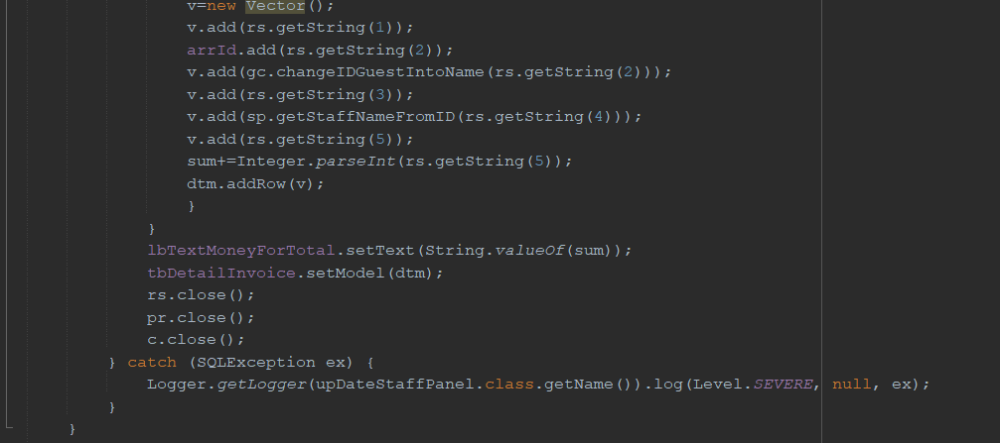 v=new Vector();
v.add(rs.getString(1));
arrId.add(rs.getString(2));
v.add(gc.changeIDGuestIntoName(rs.getString(2)));
v.add(rs.getString(3));
v.add(sp.getStaffNameFromID(rs.getString(4)));
v.add(rs.getString(5));
sum+=Integer.parseInt(rs.getString(5));
dtm.addRow(v);
}
}
lbTextMoneyForTotal.setText(String.valueOf(sum));
tbDetailInvoice.setModel(dtm);
rs.close();
pr.close();
c.close();
} catch (SQLException ex) {
Logger.getLogger(upDateStaffPanel.class.getName()).log(Level.SEVERE, null, ex);
}
}